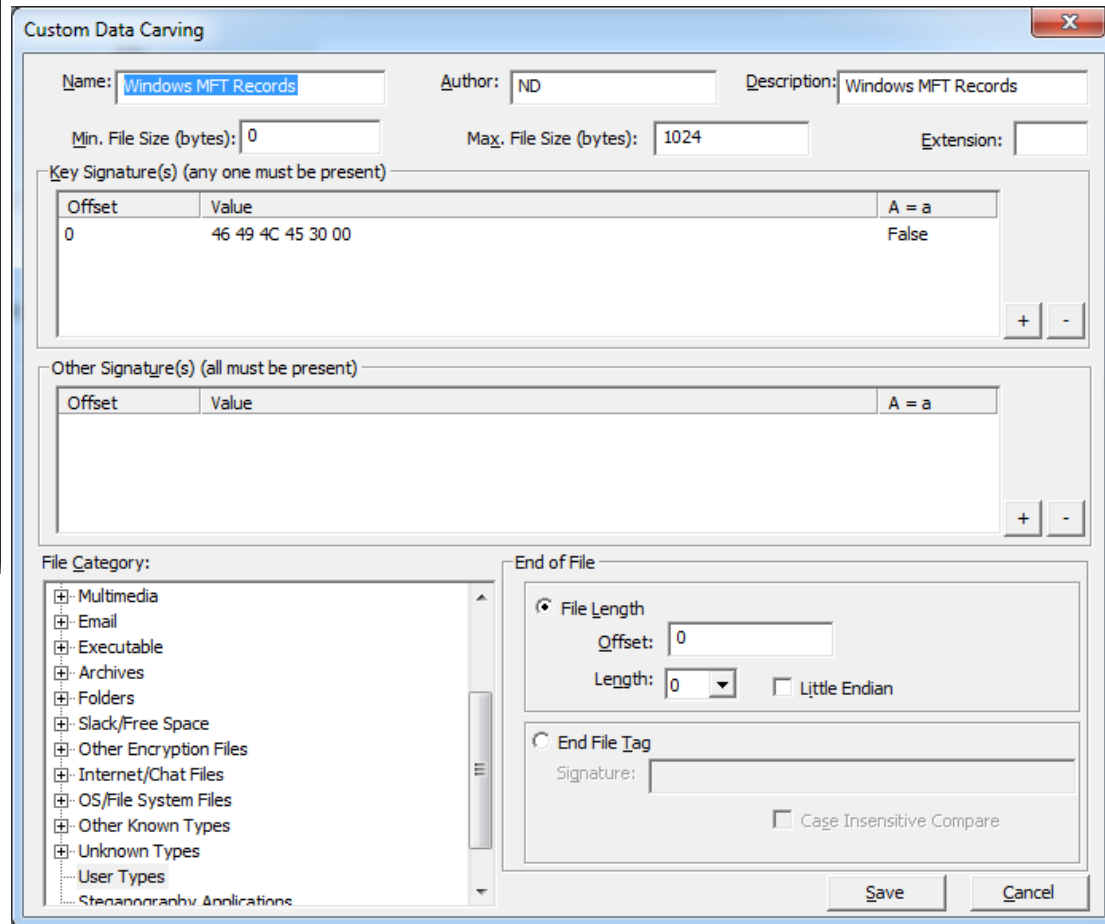 Custom Data Carving
Name: Windows MFT Records Author: ND Description: Windows MFT Records
Min. File Size (bytes): 0 Max. File Size (bytes): 1024 Extension:
Key Signature(s) (any one must be present)
Offset Value A = a
0 46 49 4C 45 30 00 False
+ -
Other Signature(s) (all must be present)
Offset Value A = a
+ -
File Category:
Multimedia
Email
Executable
Archives
Folders
Slack/Free Space
Other Encryption Files
Internet/Chat Files
OS/File System Files
Other Known Types
Unknown Types
User Types
Steganography Applications
End of File
File Length
Offset: 0
Length: 0 Little Endian
End File Tag
Signature:
Case Insensitive Compare
Save Cancel